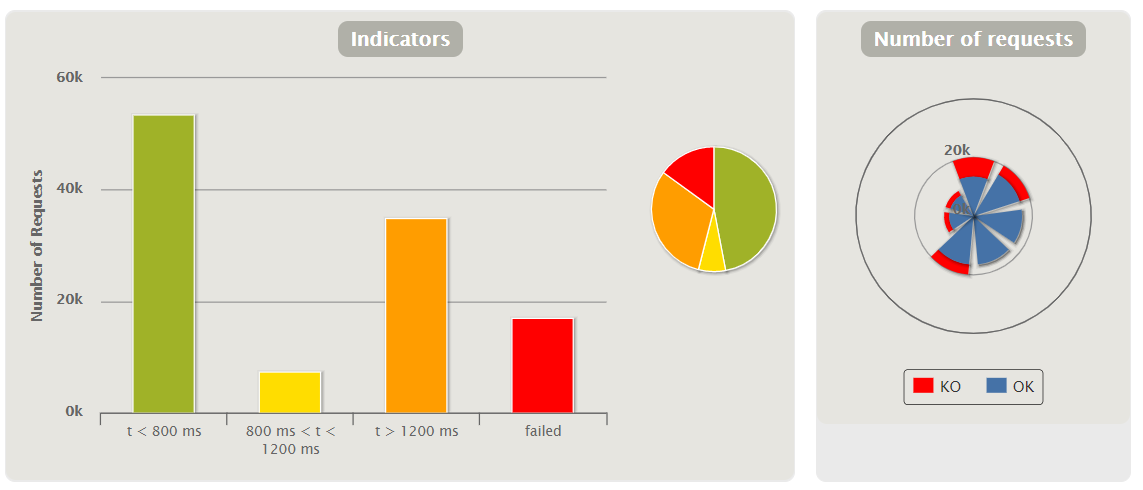 Indicators
Number of Requests
60k
40k
20k
0k
t < 800 ms
800 ms < t <
1200 ms
t > 1200 ms
failed
Number of requests
20k
0k
KO
OK